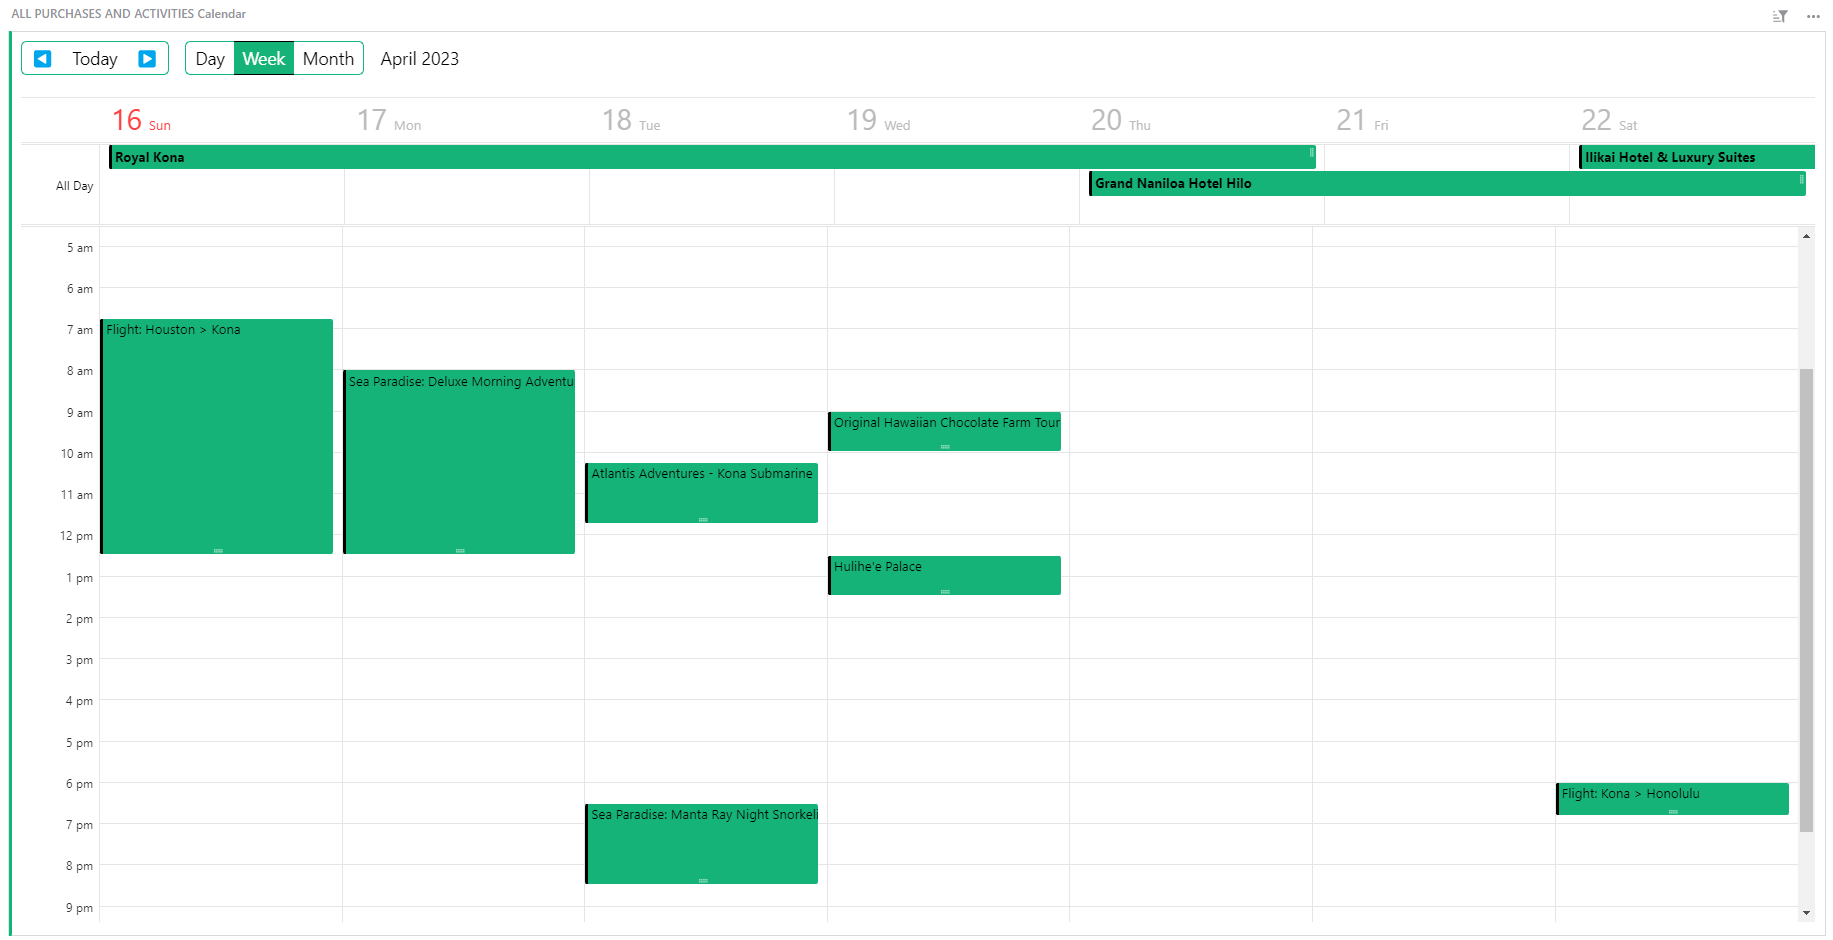 ALL PURCHASES AND ACTIVITIES Calendar
Today Day Week Month April 2023
16 Sun 17 Mon 18 Tue 19 Wed 20 Thu 21 Fri 22 Sat
Royal Kona Ilikai Hotel & Luxury Suites
All Day
Grand Naniloa Hotel Hilo
5 am
6 am
7 am Flight: Houston > Kona
8 am Sea Paradise: Deluxe Morning Adventu
9 am Original Hawaiian Chocolate Farm Tour
10 am
Atlantis Adventures - Kona Submarine
11 am
12 pm
Hulihe'e Palace
1 pm
2 pm
3 pm
4 pm
5 pm
6 pm Flight: Kona > Honolulu
Sea Paradise: Manta Ray Night Snorkeli
7 pm
8 pm
9 pm